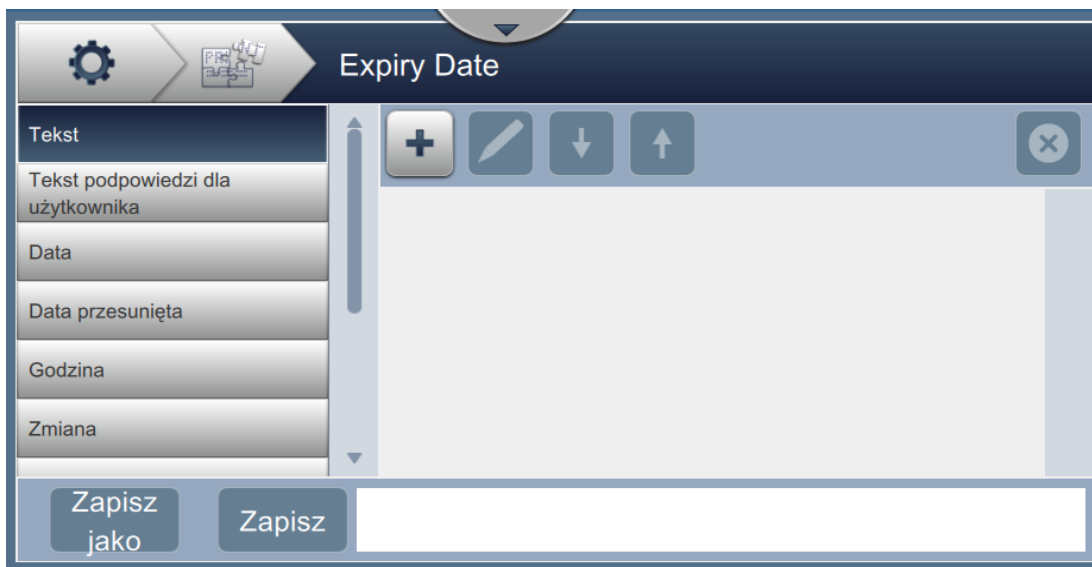 Expiry Date
Tekst
Tekst podpowiedzi dla
użytkownika
Data
Data przesunięta
Godzina
Zmiana
Zapisz
jako
Zapisz